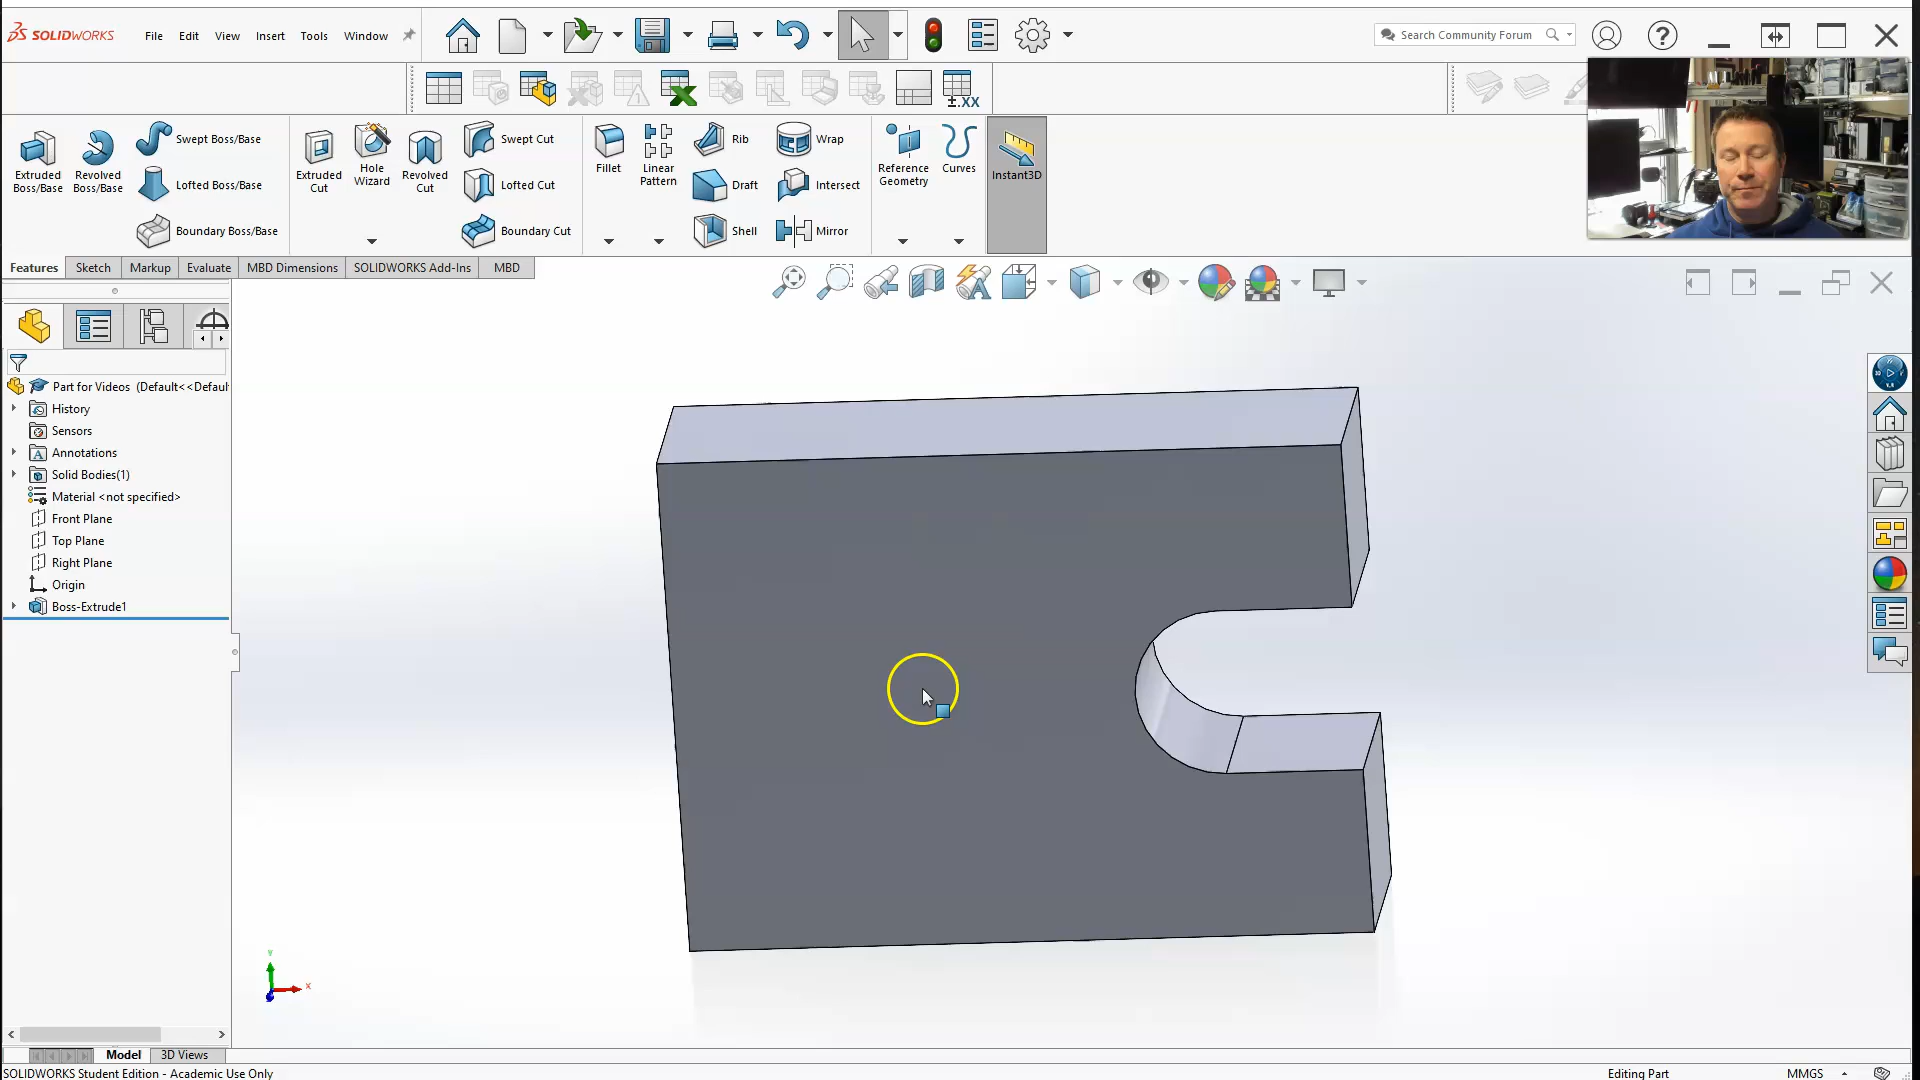 SOLIDWORKS File Edit View Insert Tools Window Search Community Forum
.XX
Extruded Boss/Base Revolved Boss/Base Swept Boss/Base Lofted Boss/Base Boundary Boss/Base
Extruded Cut Hole Wizard Revolved Cut Swept Cut Lofted Cut Boundary Cut
Fillet Linear Pattern Rib Draft Shell Wrap Intersect Mirror
Reference Geometry Curves Instant3D
Features Sketch Markup Evaluate MBD Dimensions SOLIDWORKS Add-Ins MBD
Part for Videos (Default<<Defaul
History
Sensors
Annotations
Solid Bodies(1)
Material <not specified>
Front Plane
Top Plane
Right Plane
Origin
Boss-Extrude1
Y
X
Model 3D Views
SOLIDWORKS Student Edition - Academic Use Only Editing Part MMGS